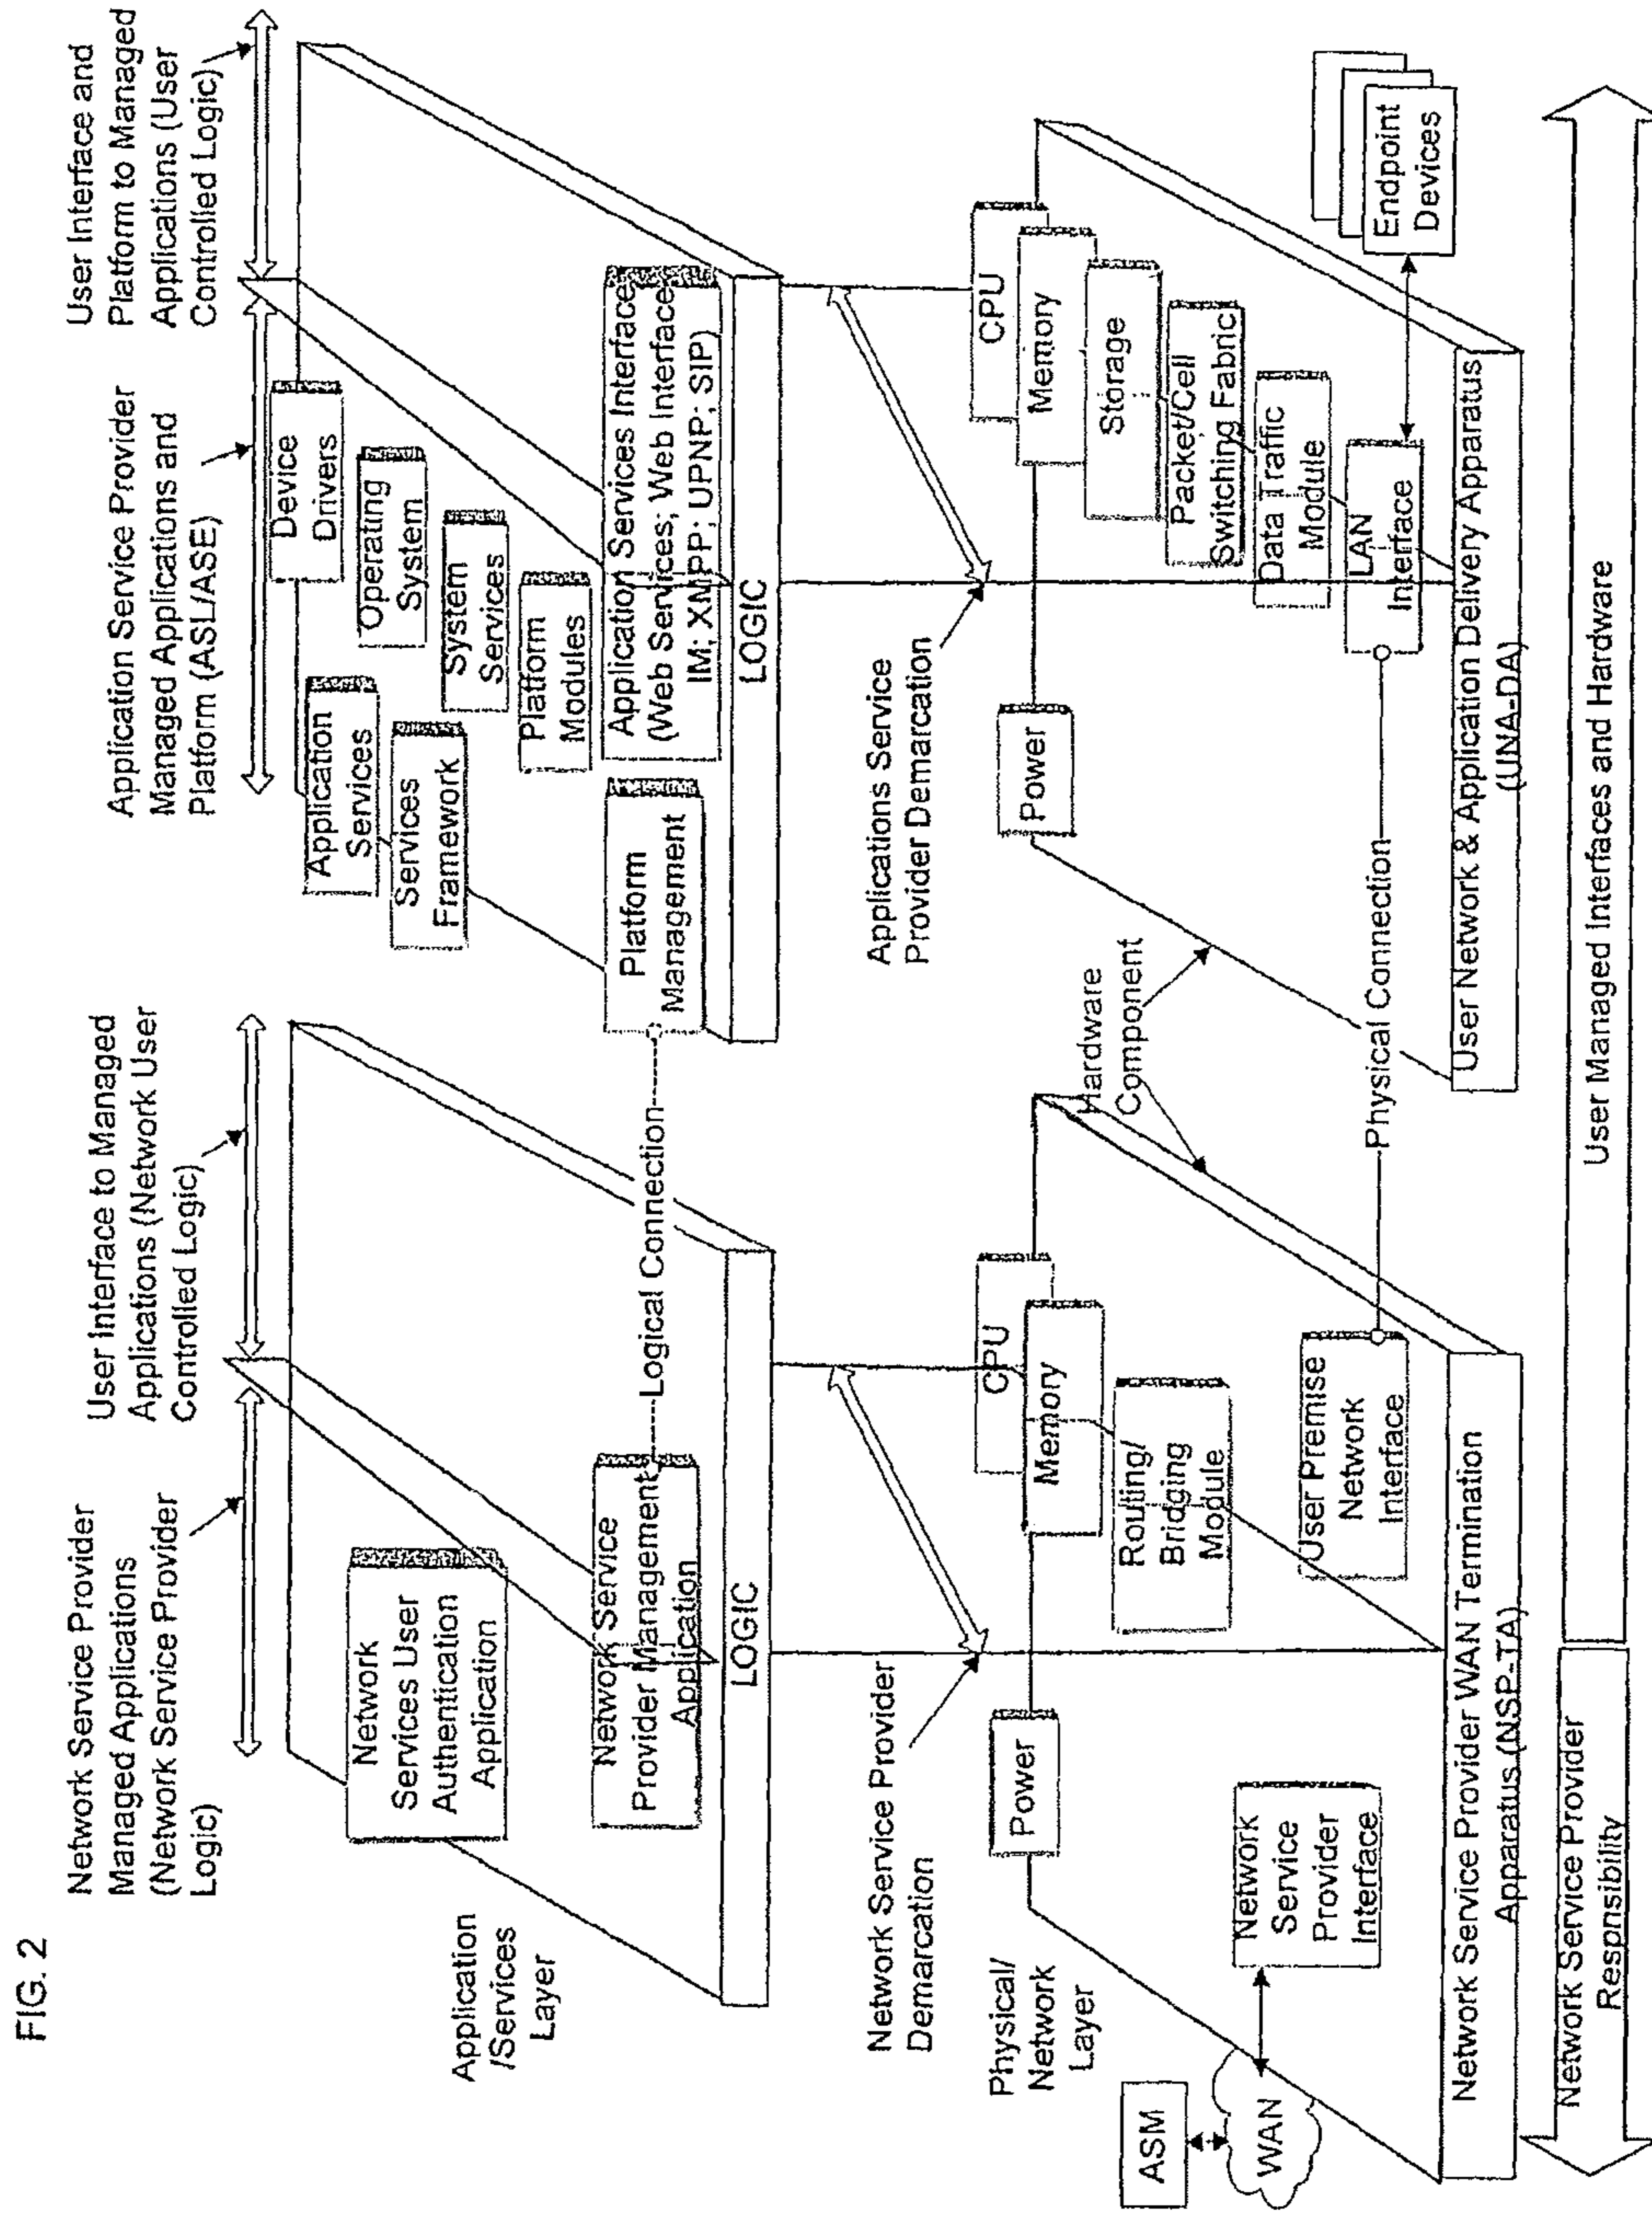 FIG. 2
Network Service Provider
Managed Applications
(Network Service Provider
Logic)
User Interface to Managed
Applications (Network User
Controlled Logic)
Application Service Provider
Managed Applications and
Platform (ASL/ASE)
User Interface and
Platform to Managed
Applications (User
Controlled Logic)
Application
/Services
Layer
Network
Services User
Authentication
Application
Network Service
Provider Management
Application
LOGIC
Logical Connection
Application
Services
Services
Framework
Device
Drivers
Operating
System
System
Services
Platform
Modules
Platform
Management
Application Services Interface
(Web Services; Web Interface
IM; XMPP; UPNP; SIP)
LOGIC
Network Service Provider
Demarcation
Applications Service
Provider Demarcation
Physical/
Network
Layer
ASM
WAN
Power
CPU
Memory
Routing/
Bridging
Module
Network
Service
Provider
Interface
User Premise
Network
Interface
Network Service Provider WAN Termination
Apparatus (NSP-TA)
Hardware
Component
Physical Connection
Power
CPU
Memory
Storage
Packet/Cell
Switching Fabric
Data Traffic
Module
LAN
Interface
Endpoint
Devices
User Network & Application Delivery Apparatus
(UNA-DA)
Network Service Provider
Respnsibility
User Managed Interfaces and Hardware